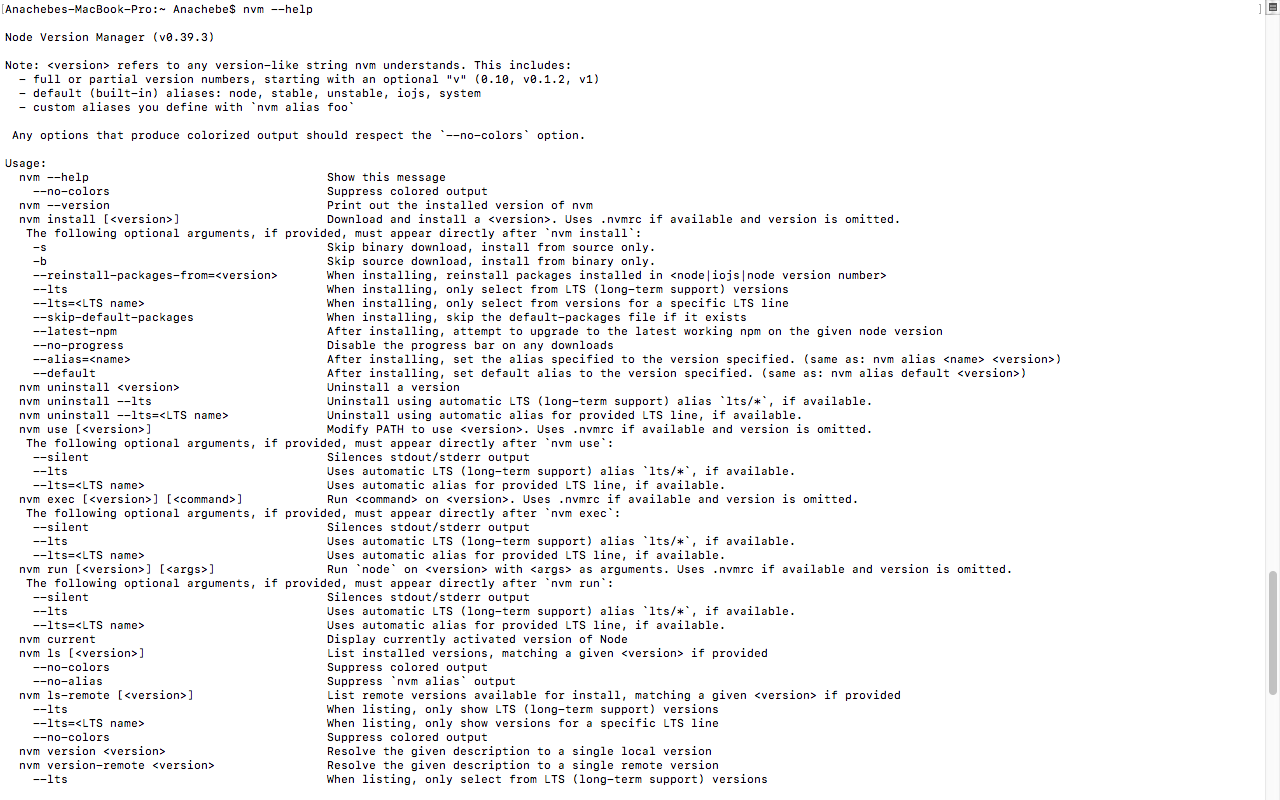 [Anachebes-MacBook-Pro:~ Anachebe$ nvm --help ]
Node Version Manager (v0.39.3)
Note: <version> refers to any version-like string nvm understands. This includes:
- full or partial version numbers, starting with an optional "v" (0.10, v0.1.2, v1)
- default (built-in) aliases: node, stable, unstable, iojs, system
- custom aliases you define with `nvm alias foo`
Any options that produce colorized output should respect the `--no-colors` option.
Usage:
nvm --help Show this message
--no-colors Suppress colored output
nvm --version Print out the installed version of nvm
nvm install [<version>] Download and install a <version>. Uses .nvmrc if available and version is omitted.
The following optional arguments, if provided, must appear directly after `nvm install`:
-s Skip binary download, install from source only.
-b Skip source download, install from binary only.
--reinstall-packages-from=<version> When installing, reinstall packages installed in <node|iojs|node version number>
--lts When installing, only select from LTS (long-term support) versions
--lts=<LTS name> When installing, only select from versions for a specific LTS line
--skip-default-packages When installing, skip the default-packages file if it exists
--latest-npm After installing, attempt to upgrade to the latest working npm on the given node version
--no-progress Disable the progress bar on any downloads
--alias=<name> After installing, set the alias specified to the version specified. (same as: nvm alias <name> <version>)
--default After installing, set default alias to the version specified. (same as: nvm alias default <version>)
nvm uninstall <version> Uninstall a version
nvm uninstall --lts Uninstall using automatic LTS (long-term support) alias `lts/*`, if available.
nvm uninstall --lts=<LTS name> Uninstall using automatic alias for provided LTS line, if available.
nvm use [<version>] Modify PATH to use <version>. Uses .nvmrc if available and version is omitted.
The following optional arguments, if provided, must appear directly after `nvm use`:
--silent Silences stdout/stderr output
--lts Uses automatic LTS (long-term support) alias `lts/*`, if available.
--lts=<LTS name> Uses automatic alias for provided LTS line, if available.
nvm exec [<version>] [<command>] Run <command> on <version>. Uses .nvmrc if available and version is omitted.
The following optional arguments, if provided, must appear directly after `nvm exec`:
--silent Silences stdout/stderr output
--lts Uses automatic LTS (long-term support) alias `lts/*`, if available.
--lts=<LTS name> Uses automatic alias for provided LTS line, if available.
nvm run [<version>] [<args>] Run `node` on <version> with <args> as arguments. Uses .nvmrc if available and version is omitted.
The following optional arguments, if provided, must appear directly after `nvm run`:
--silent Silences stdout/stderr output
--lts Uses automatic LTS (long-term support) alias `lts/*`, if available.
--lts=<LTS name> Uses automatic alias for provided LTS line, if available.
nvm current Display currently activated version of Node
nvm ls [<version>] List installed versions, matching a given <version> if provided
--no-colors Suppress colored output
--no-alias Suppress `nvm alias` output
nvm ls-remote [<version>] List remote versions available for install, matching a given <version> if provided
--lts When listing, only show LTS (long-term support) versions
--lts=<LTS name> When listing, only show versions for a specific LTS line
--no-colors Suppress colored output
nvm version <version> Resolve the given description to a single local version
nvm version-remote <version> Resolve the given description to a single remote version
--lts When listing, only select from LTS (long-term support) versions